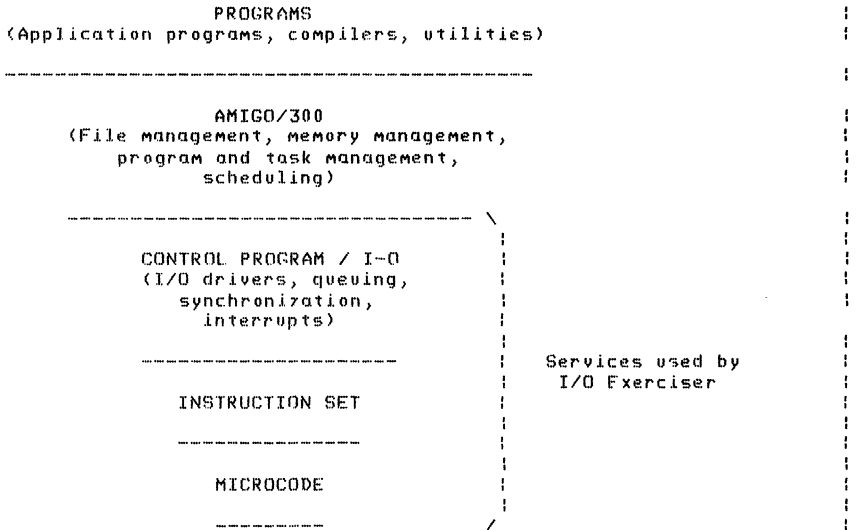 PROGRAMS
(Application programs, compilers, utilities)
AMIGO/300
(File management, memory management,
program and task management,
scheduling)
CONTROL PROGRAM / I-O
(I/O drivers, queuing,
synchronization,
interrupts)
Services used by
I/O Exerciser
INSTRUCTION SET
MICROCODE